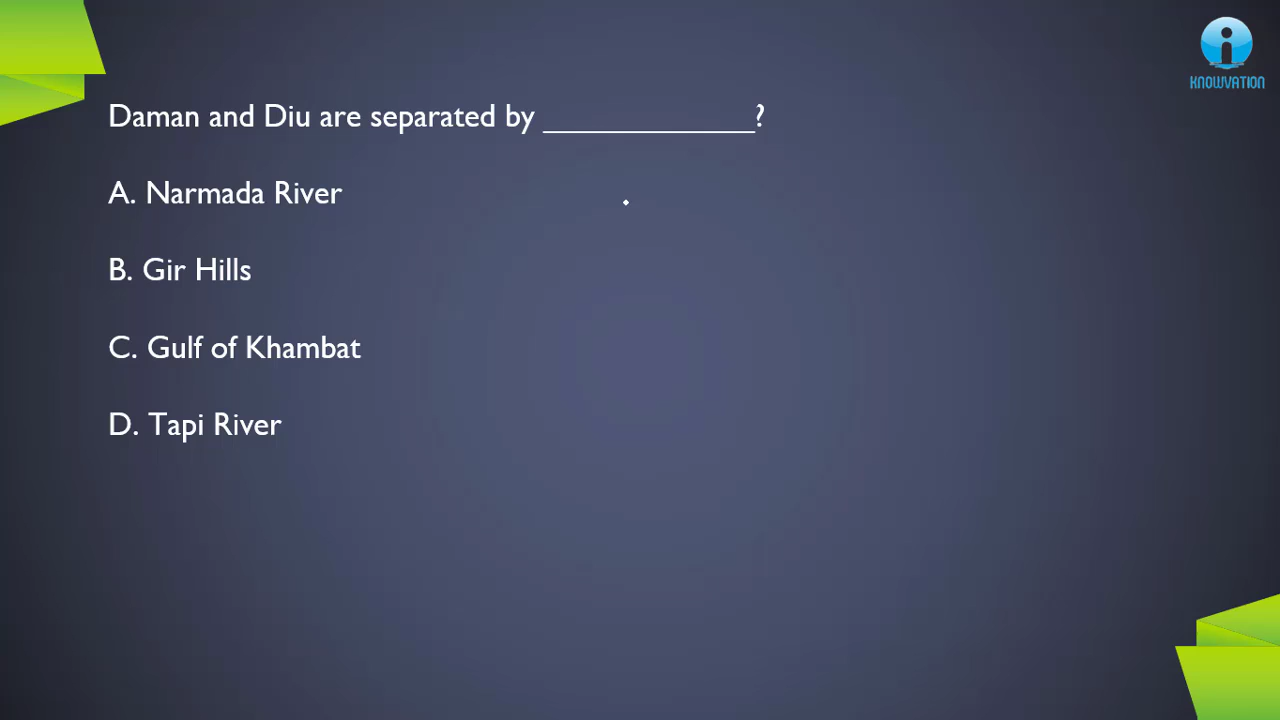 KNOWVATION
Daman and Diu are separated by _____________?
A. Narmada River
B. Gir Hills
C. Gulf of Khambat
D. Tapi River